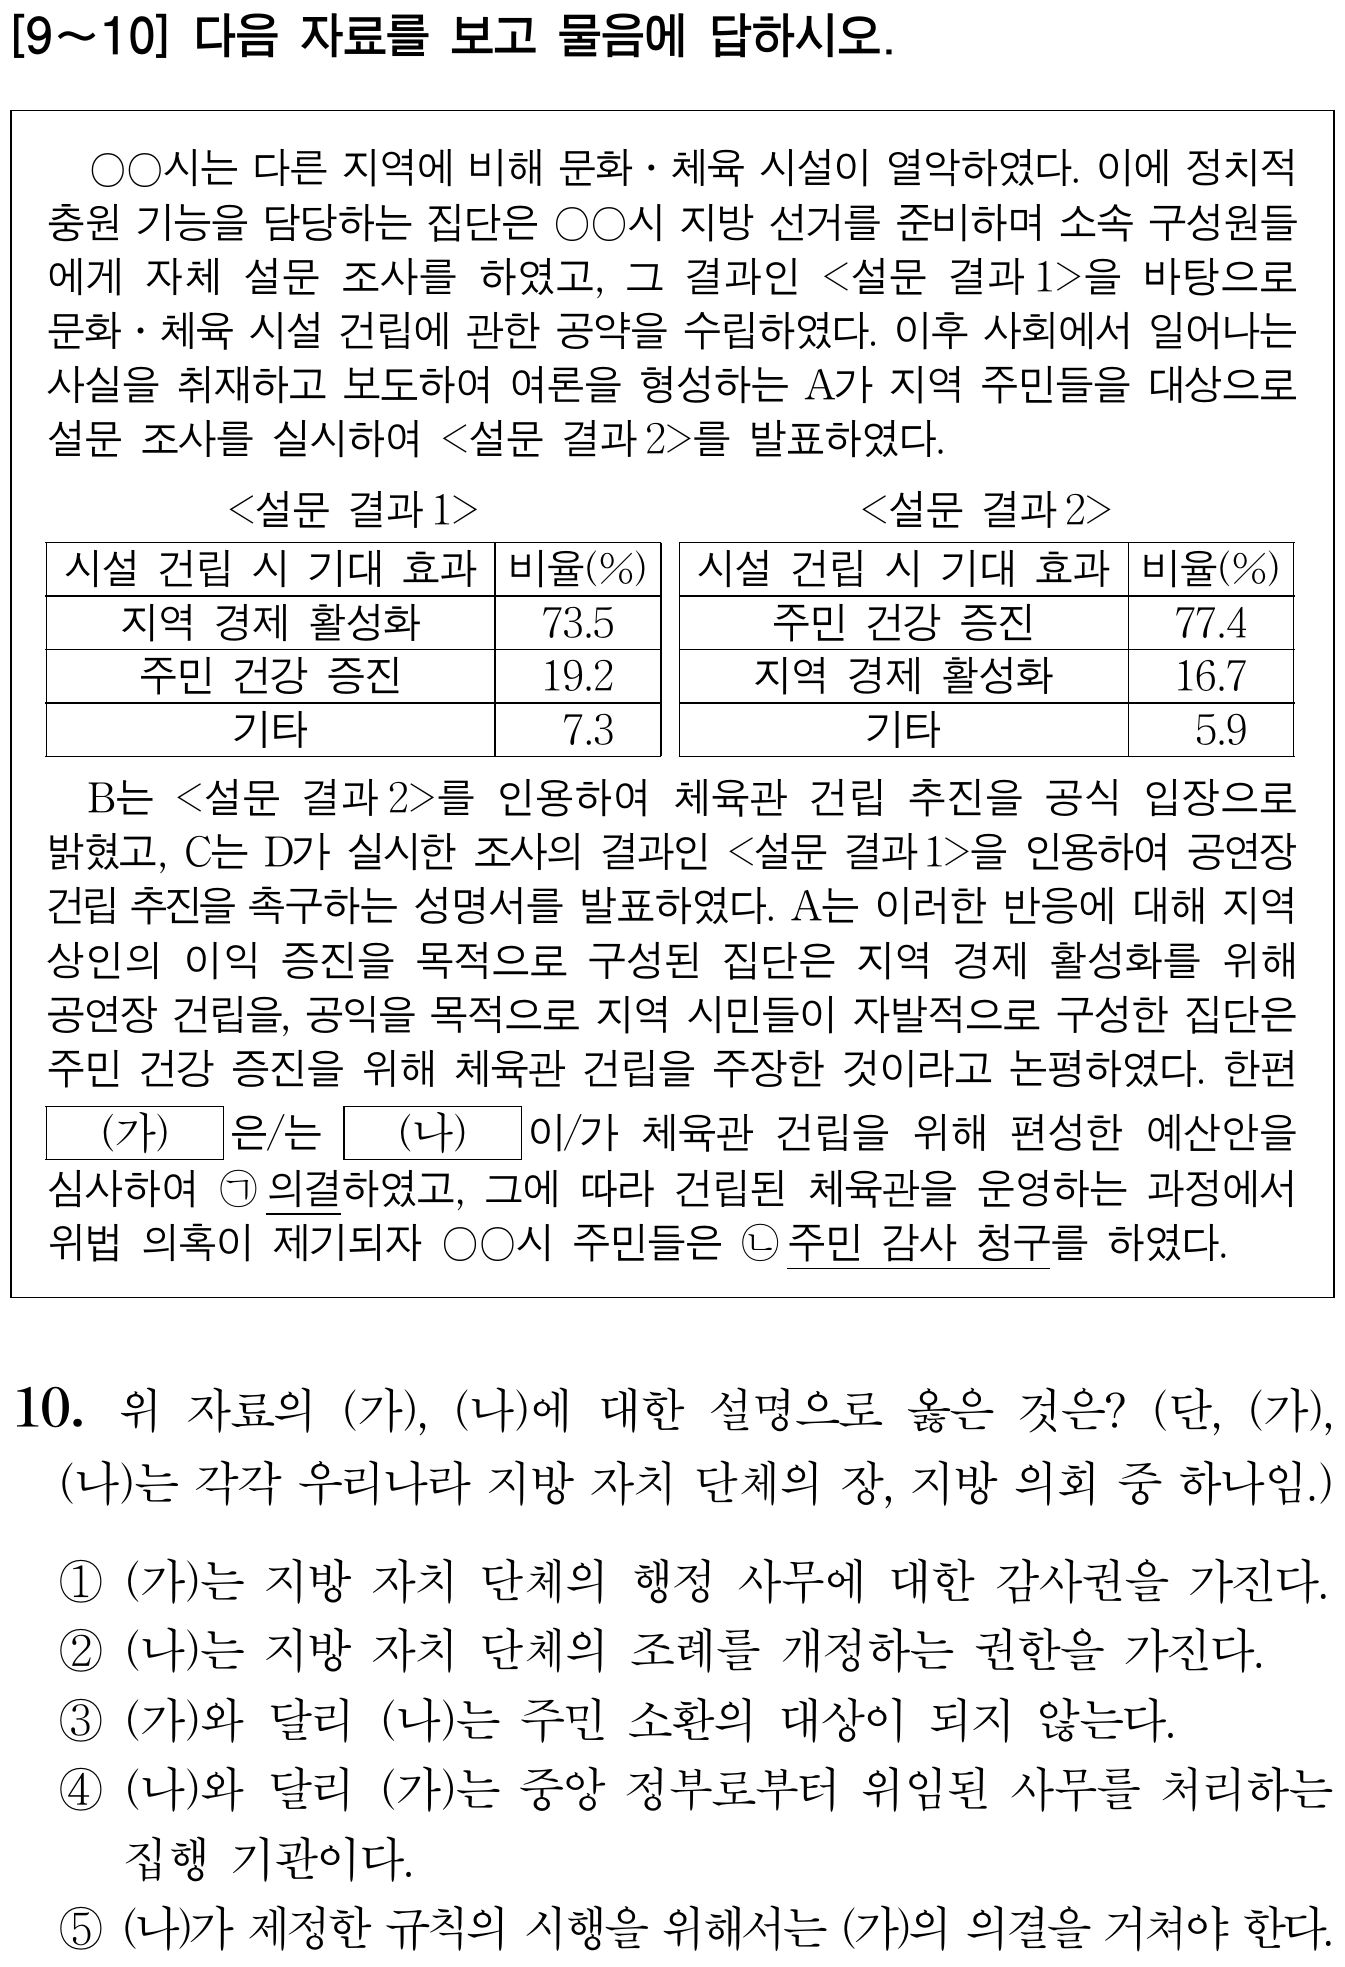 [9～10] 다음 자료를 보고 물음에 답하시오.
○○시는 다른 지역에 비해 문화·체육 시설이 열악하였다. 이에 정치적
충원 기능을 담당하는 집단은 ○○시 지방 선거를 준비하며 소속 구성원들
에게 자체 설문 조사를 하였고, 그 결과인 <설문 결과 1>을 바탕으로
문화·체육 시설 건립에 관한 공약을 수립하였다. 이후 사회에서 일어나는
사실을 취재하고 보도하여 여론을 형성하는 A가 지역 주민들을 대상으로
설문 조사를 실시하여 <설문 결과 2>를 발표하였다.
<설문 결과 1>
시설 건립 시 기대 효과 비율(%)
지역 경제 활성화 73.5
주민 건강 증진 19.2
기타 7.3
<설문 결과 2>
시설 건립 시 기대 효과 비율(%)
주민 건강 증진 77.4
지역 경제 활성화 16.7
기타 5.9
B는 <설문 결과 2>를 인용하여 체육관 건립 추진을 공식 입장으로
밝혔고, C는 D가 실시한 조사의 결과인 <설문 결과 1>을 인용하여 공연장
건립 추진을 촉구하는 성명서를 발표하였다. A는 이러한 반응에 대해 지역
상인의 이익 증진을 목적으로 구성된 집단은 지역 경제 활성화를 위해
공연장 건립을, 공익을 목적으로 지역 시민들이 자발적으로 구성한 집단은
주민 건강 증진을 위해 체육관 건립을 주장한 것이라고 논평하였다. 한편
(가) 은/는 (나) 이/가 체육관 건립을 위해 편성한 예산안을
심사하여 ㉠ 의결하였고, 그에 따라 건립된 체육관을 운영하는 과정에서
위법 의혹이 제기되자 ○○시 주민들은 ㉡ 주민 감사 청구를 하였다.
10. 위 자료의 (가), (나)에 대한 설명으로 옳은 것은? (단, (가),
(나)는 각각 우리나라 지방 자치 단체의 장, 지방 의회 중 하나임.)
① (가)는 지방 자치 단체의 행정 사무에 대한 감사권을 가진다.
② (나)는 지방 자치 단체의 조례를 개정하는 권한을 가진다.
③ (가)와 달리 (나)는 주민 소환의 대상이 되지 않는다.
④ (나)와 달리 (가)는 중앙 정부로부터 위임된 사무를 처리하는
집행 기관이다.
⑤ (나)가 제정한 규칙의 시행을 위해서는 (가)의 의결을 거쳐야 한다.